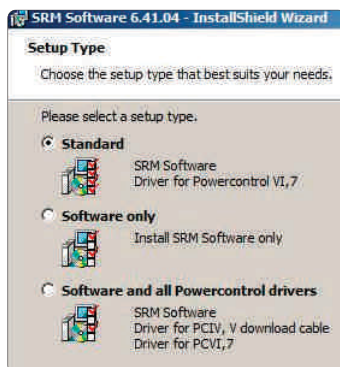 SRM Software 6.41.04 - InstallShield Wizard
Setup Type
Choose the setup type that best suits your needs.
Please select a setup type.
Standard
SRM Software
Driver for Powercontrol VI,7
Software only
Install SRM Software only
Software and all Powercontrol drivers
SRM Software
Driver for PCIV, V download cable
Driver for PCVI,7